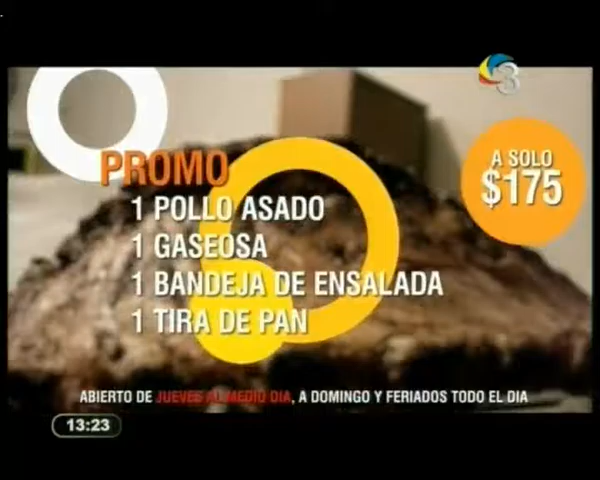 3
PROMO
A SOLO
$175
1 POLLO ASADO
1 GASEOSA
1 BANDEJA DE ENSALADA
1 TIRA DE PAN
ABIERTO DE JUEVES AL MEDIO DIA, A DOMINGO Y FERIADOS TODO EL DIA
13:23